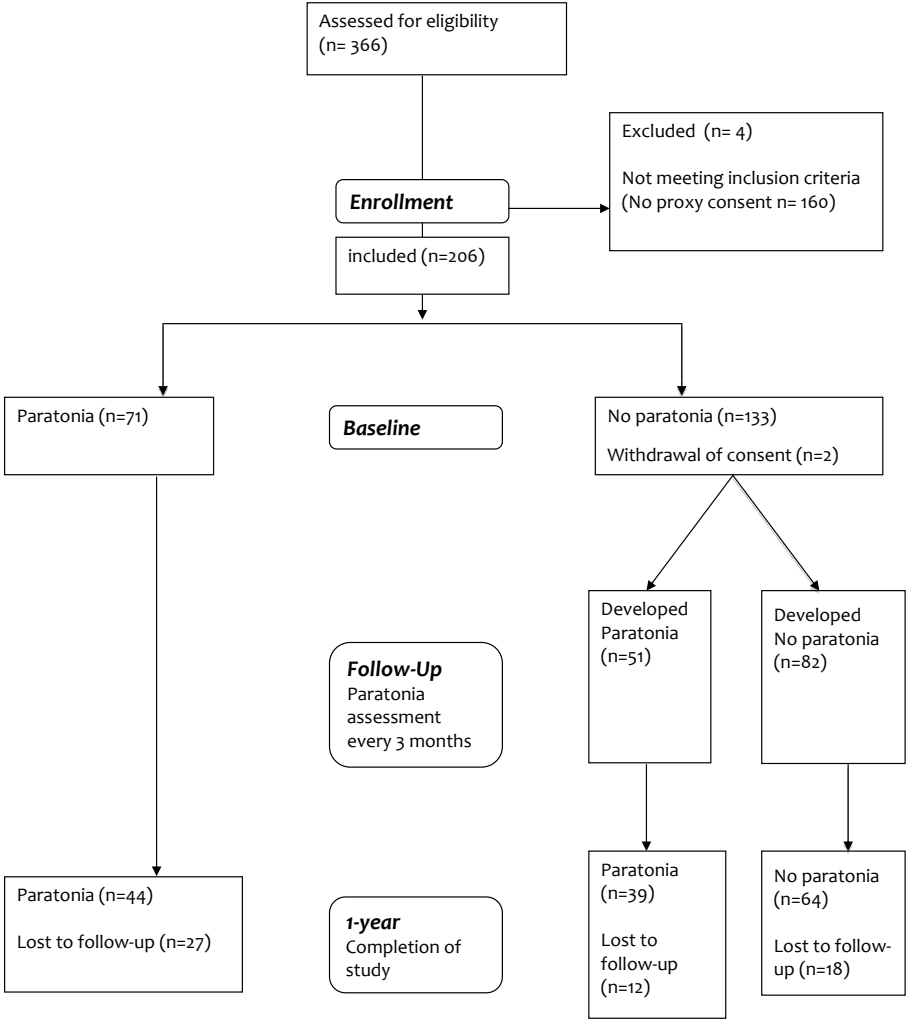 Assessed for eligibility
(n= 366)
Excluded (n= 4)
Not meeting inclusion criteria
(No proxy consent n= 160)
Enrollment
included (n=206)
Paratonia (n=71)
Baseline
No paratonia (n=133)
Withdrawal of consent (n=2)
Developed
Paratonia
(n=51)
Developed
No paratonia
(n=82)
Follow-Up
Paratonia
assessment
every 3 months
Paratonia (n=44)
Lost to follow-up (n=27)
1-year
Completion of
study
Paratonia
(n=39)
Lost to
follow-up
(n=12)
No paratonia
(n=64)
Lost to follow-
up (n=18)